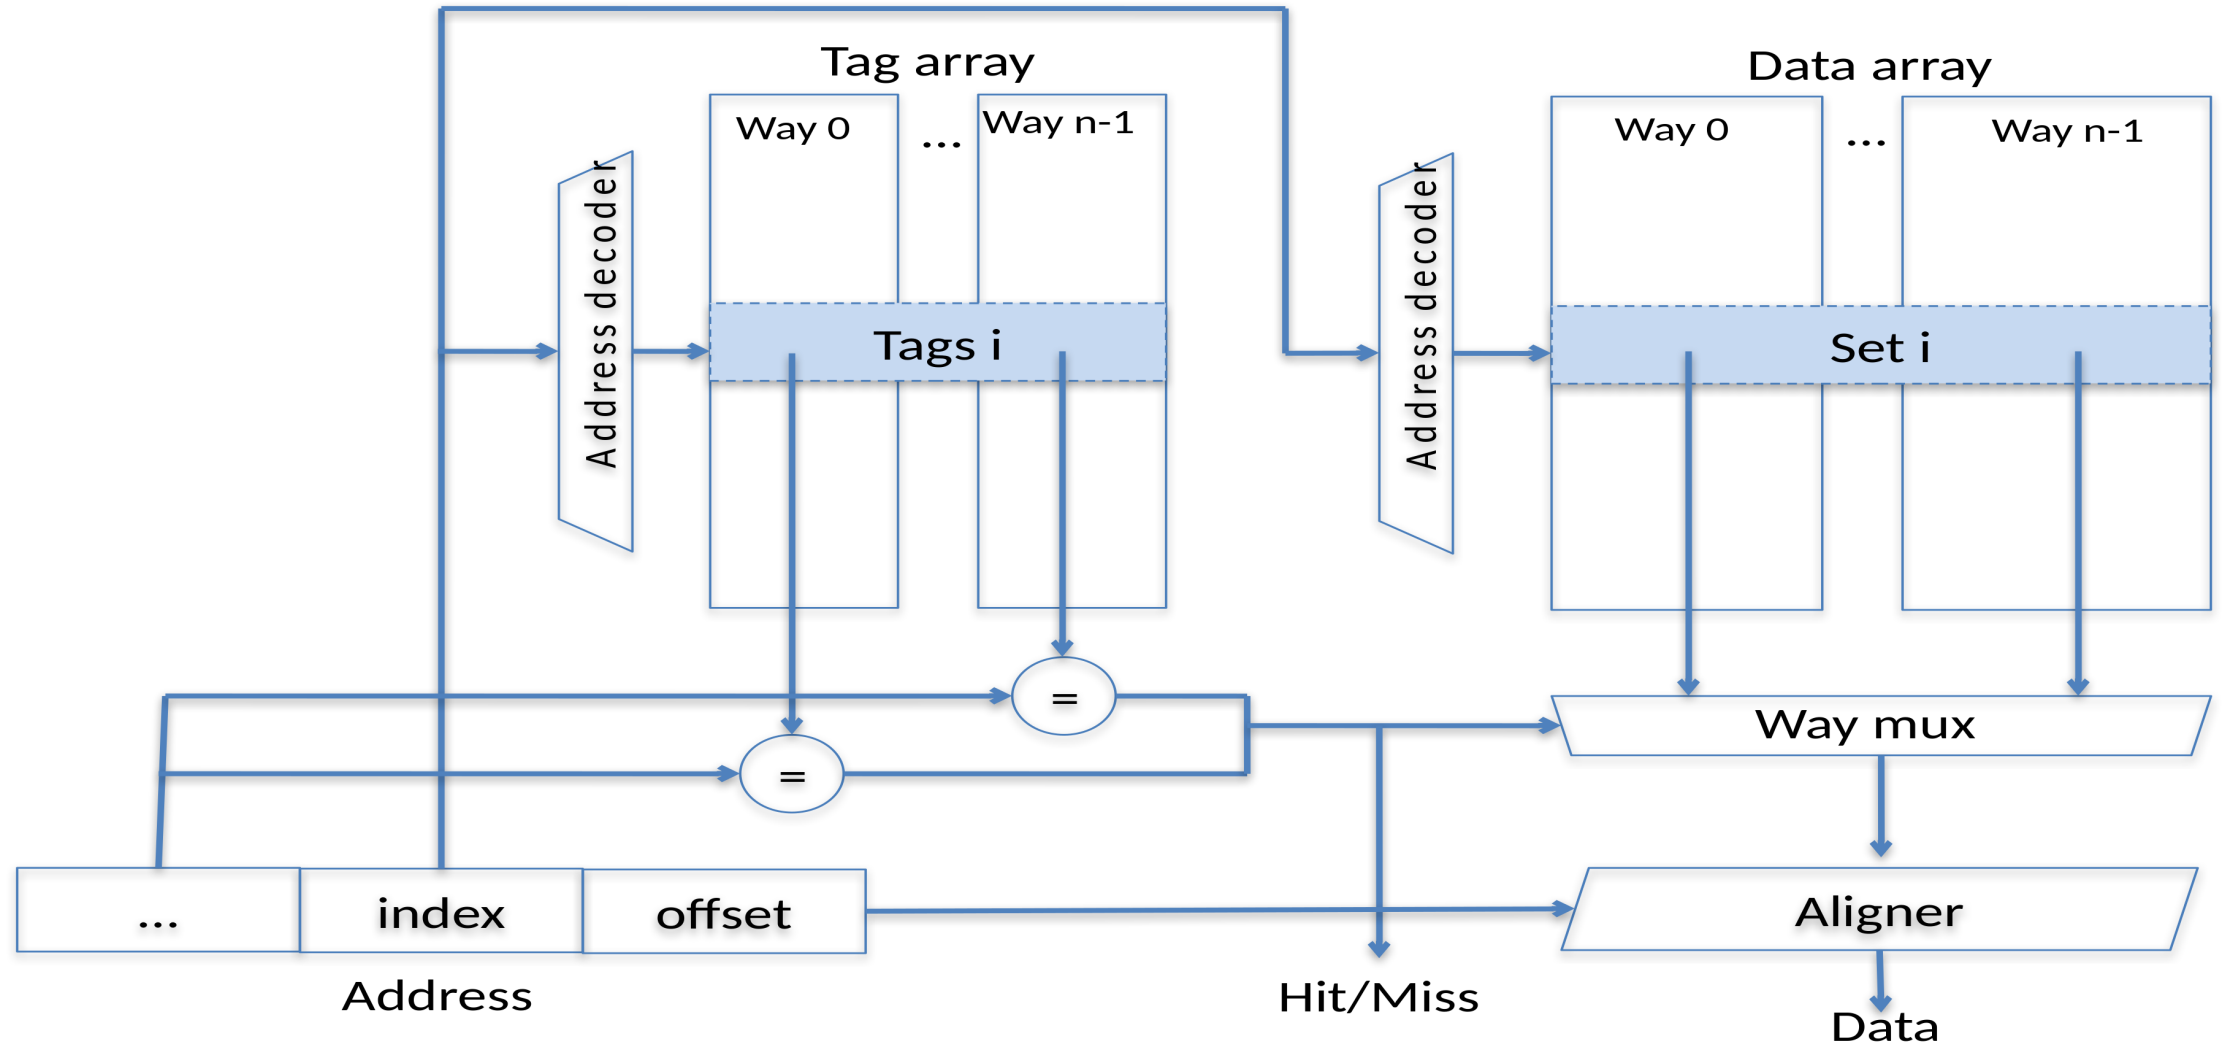 Tag array
Data array
Way 0
...
Way n-1
Way 0
...
Way n-1
Address decoder
Address decoder
Tags i
Set i
=
=
Way mux
...
index
offset
Aligner
Address
Hit/Miss
Data